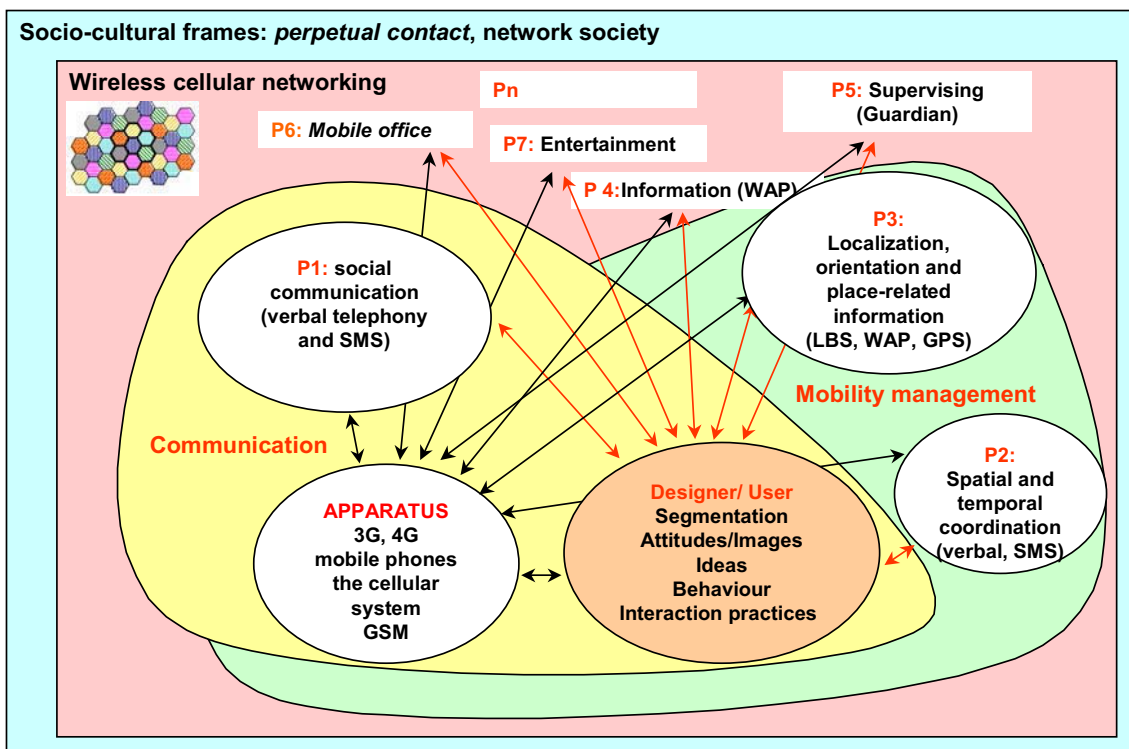 Socio-cultural frames: perpetual contact, network society
Wireless cellular networking
Pn
P5: Supervising
(Guardian)
P6: Mobile office
P7: Entertainment
P 4:Information (WAP)
P3:
Localization,
orientation and
place-related
information
(LBS, WAP, GPS)
P1: social
communication
(verbal telephony
and SMS)
Mobility management
Communication
P2:
Spatial and
temporal
coordination
(verbal, SMS)
APPARATUS
3G, 4G
mobile phones
the cellular
system
GSM
Designer/ User
Segmentation
Attitudes/Images
Ideas
Behaviour
Interaction practices